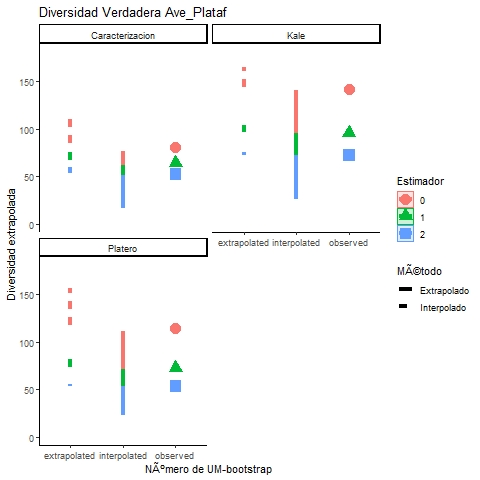 Diversidad Verdadera Ave_Plataf
Caracterizacion
Kale
150
100
50
0
extrapolated interpolated observed
Platero
150
100
50
0
extrapolated interpolated observed
Diversidad extrapolada
NÃºmero de UM-bootstrap
Estimador
0
1
2
MÃ©todo
Extrapolado
Interpolado